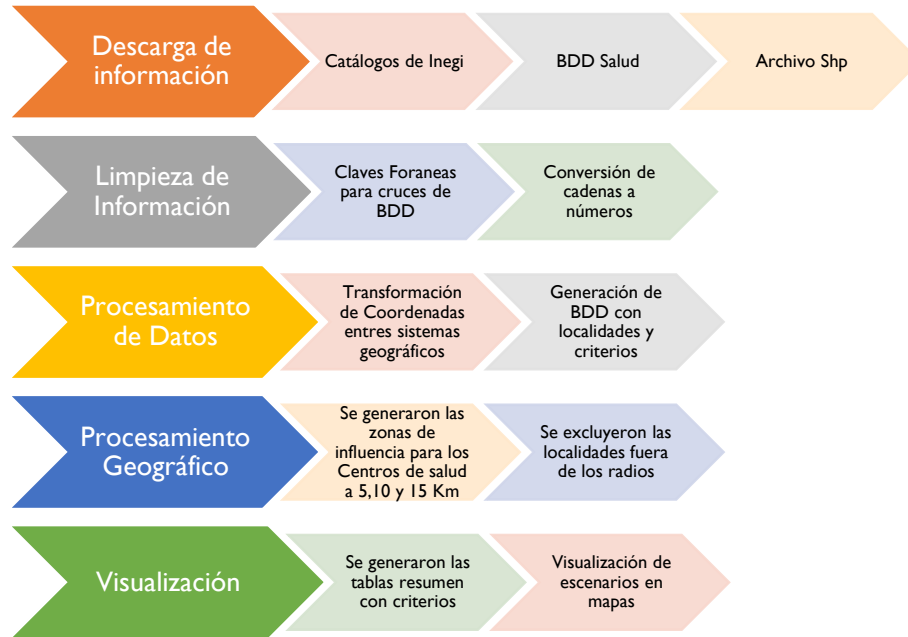 Descarga de
información
Catálogos de Inegi
BDD Salud
Archivo Shp
Limpieza de
Información
Claves Foraneas
para cruces de
BDD
Conversión de
cadenas a
números
Procesamiento
de Datos
Transformación
de Coordenadas
entres sistemas
geográficos
Generación de
BDD con
localidades y
criterios
Procesamiento
Geográfico
Se generaron las
zonas de
influencia para los
Centros de salud
a 5,10 y 15 Km
Se excluyeron las
localidades fuera
de los radios
Visualización
Se generaron las
tablas resumen
con criterios
Visualización de
escenarios en
mapas